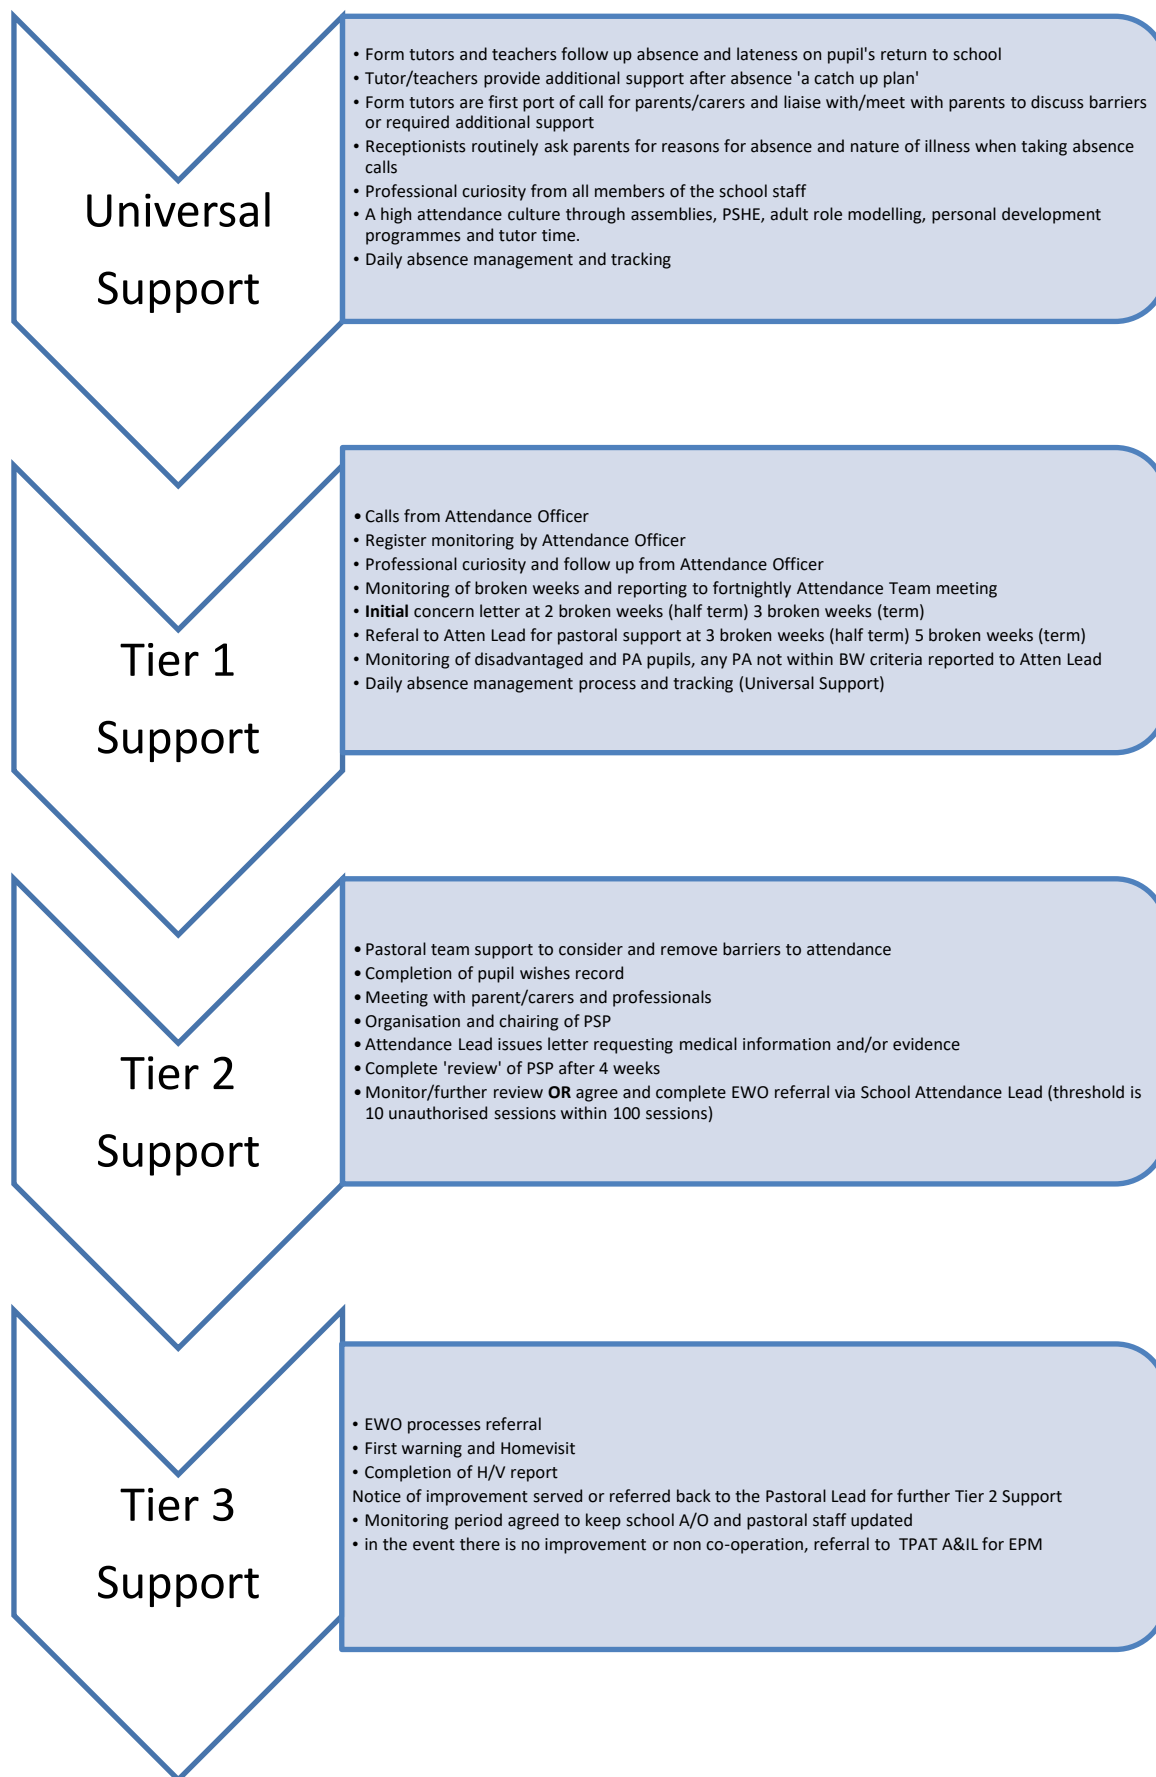 Universal
Support
• Form tutors and teachers follow up absence and lateness on pupil's return to school
• Tutor/teachers provide additional support after absence 'a catch up plan'
• Form tutors are first port of call for parents/carers and liaise with/meet with parents to discuss barriers
or required additional support
• Receptionists routinely ask parents for reasons for absence and nature of illness when taking absence
calls
• Professional curiosity from all members of the school staff
• A high attendance culture through assemblies, PSHE, adult role modelling, personal development
programmes and tutor time.
• Daily absence management and tracking
Tier 1
Support
• Calls from Attendance Officer
• Register monitoring by Attendance Officer
• Professional curiosity and follow up from Attendance Officer
• Monitoring of broken weeks and reporting to fortnightly Attendance Team meeting
• Initial concern letter at 2 broken weeks (half term) 3 broken weeks (term)
• Referal to Atten Lead for pastoral support at 3 broken weeks (half term) 5 broken weeks (term)
• Monitoring of disadvantaged and PA pupils, any PA not within BW criteria reported to Atten Lead
• Daily absence management process and tracking (Universal Support)
Tier 2
Support
• Pastoral team support to consider and remove barriers to attendance
• Completion of pupil wishes record
• Meeting with parent/carers and professionals
• Organisation and chairing of PSP
• Attendance Lead issues letter requesting medical information and/or evidence
• Complete 'review' of PSP after 4 weeks
• Monitor/further review OR agree and complete EWO referral via School Attendance Lead (threshold is
10 unauthorised sessions within 100 sessions)
Tier 3
Support
• EWO processes referral
• First warning and Homevisit
• Completion of H/V report
Notice of improvement served or referred back to the Pastoral Lead for further Tier 2 Support
• Monitoring period agreed to keep school A/O and pastoral staff updated
• in the event there is no improvement or non co-operation, referral to TPAT A&IL for EPM